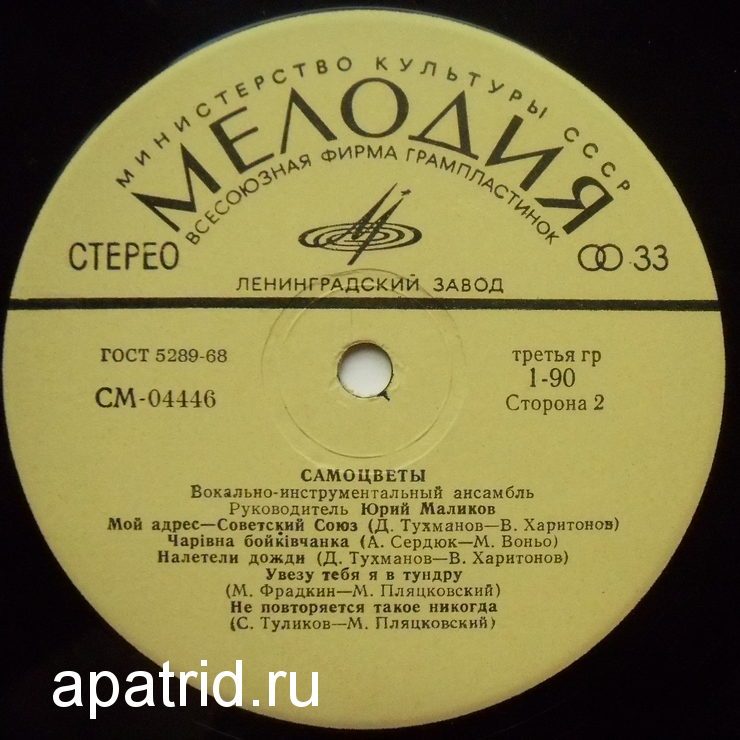 МИНИСТЕРСТВО КУЛЬТУРЫ СССР
МЕЛОДИЯ
ВСЕСОЮЗНАЯ ФИРМА ГРАМПЛАСТИНОК
СТЕРЕО
33
ЛЕНИНГРАДСКИЙ ЗАВОД
ГОСТ 5289-68
третья гр
СМ-04446
1-90
Сторона 2
САМОЦВЕТЫ
Вокально-инструментальный ансамбль
Руководитель Юрий Маликов
Мой адрес—Советский Союз (Д. Тухманов—В. Харитонов)
Чарівна бойківчанка (А. Сердюк—М. Воньо)
Налетели дожди (Д. Тухманов—В. Харитонов)
Увезу тебя я в тундру
(М. Фрадкин—М. Пляцковский)
Не повторяется такое никогда
(С. Туликов—М. Пляцковский)
apatrid.ru